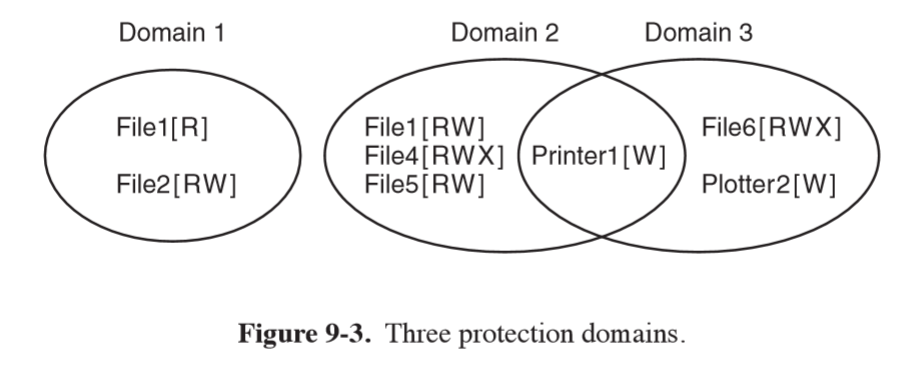 Domain 1
Domain 2
Domain 3
File1[R]
File2[RW]
File1[RW]
File4[RWX]
File5[RW]
Printer1[W]
File6[RWX]
Plotter2[W]
Figure 9-3. Three protection domains.